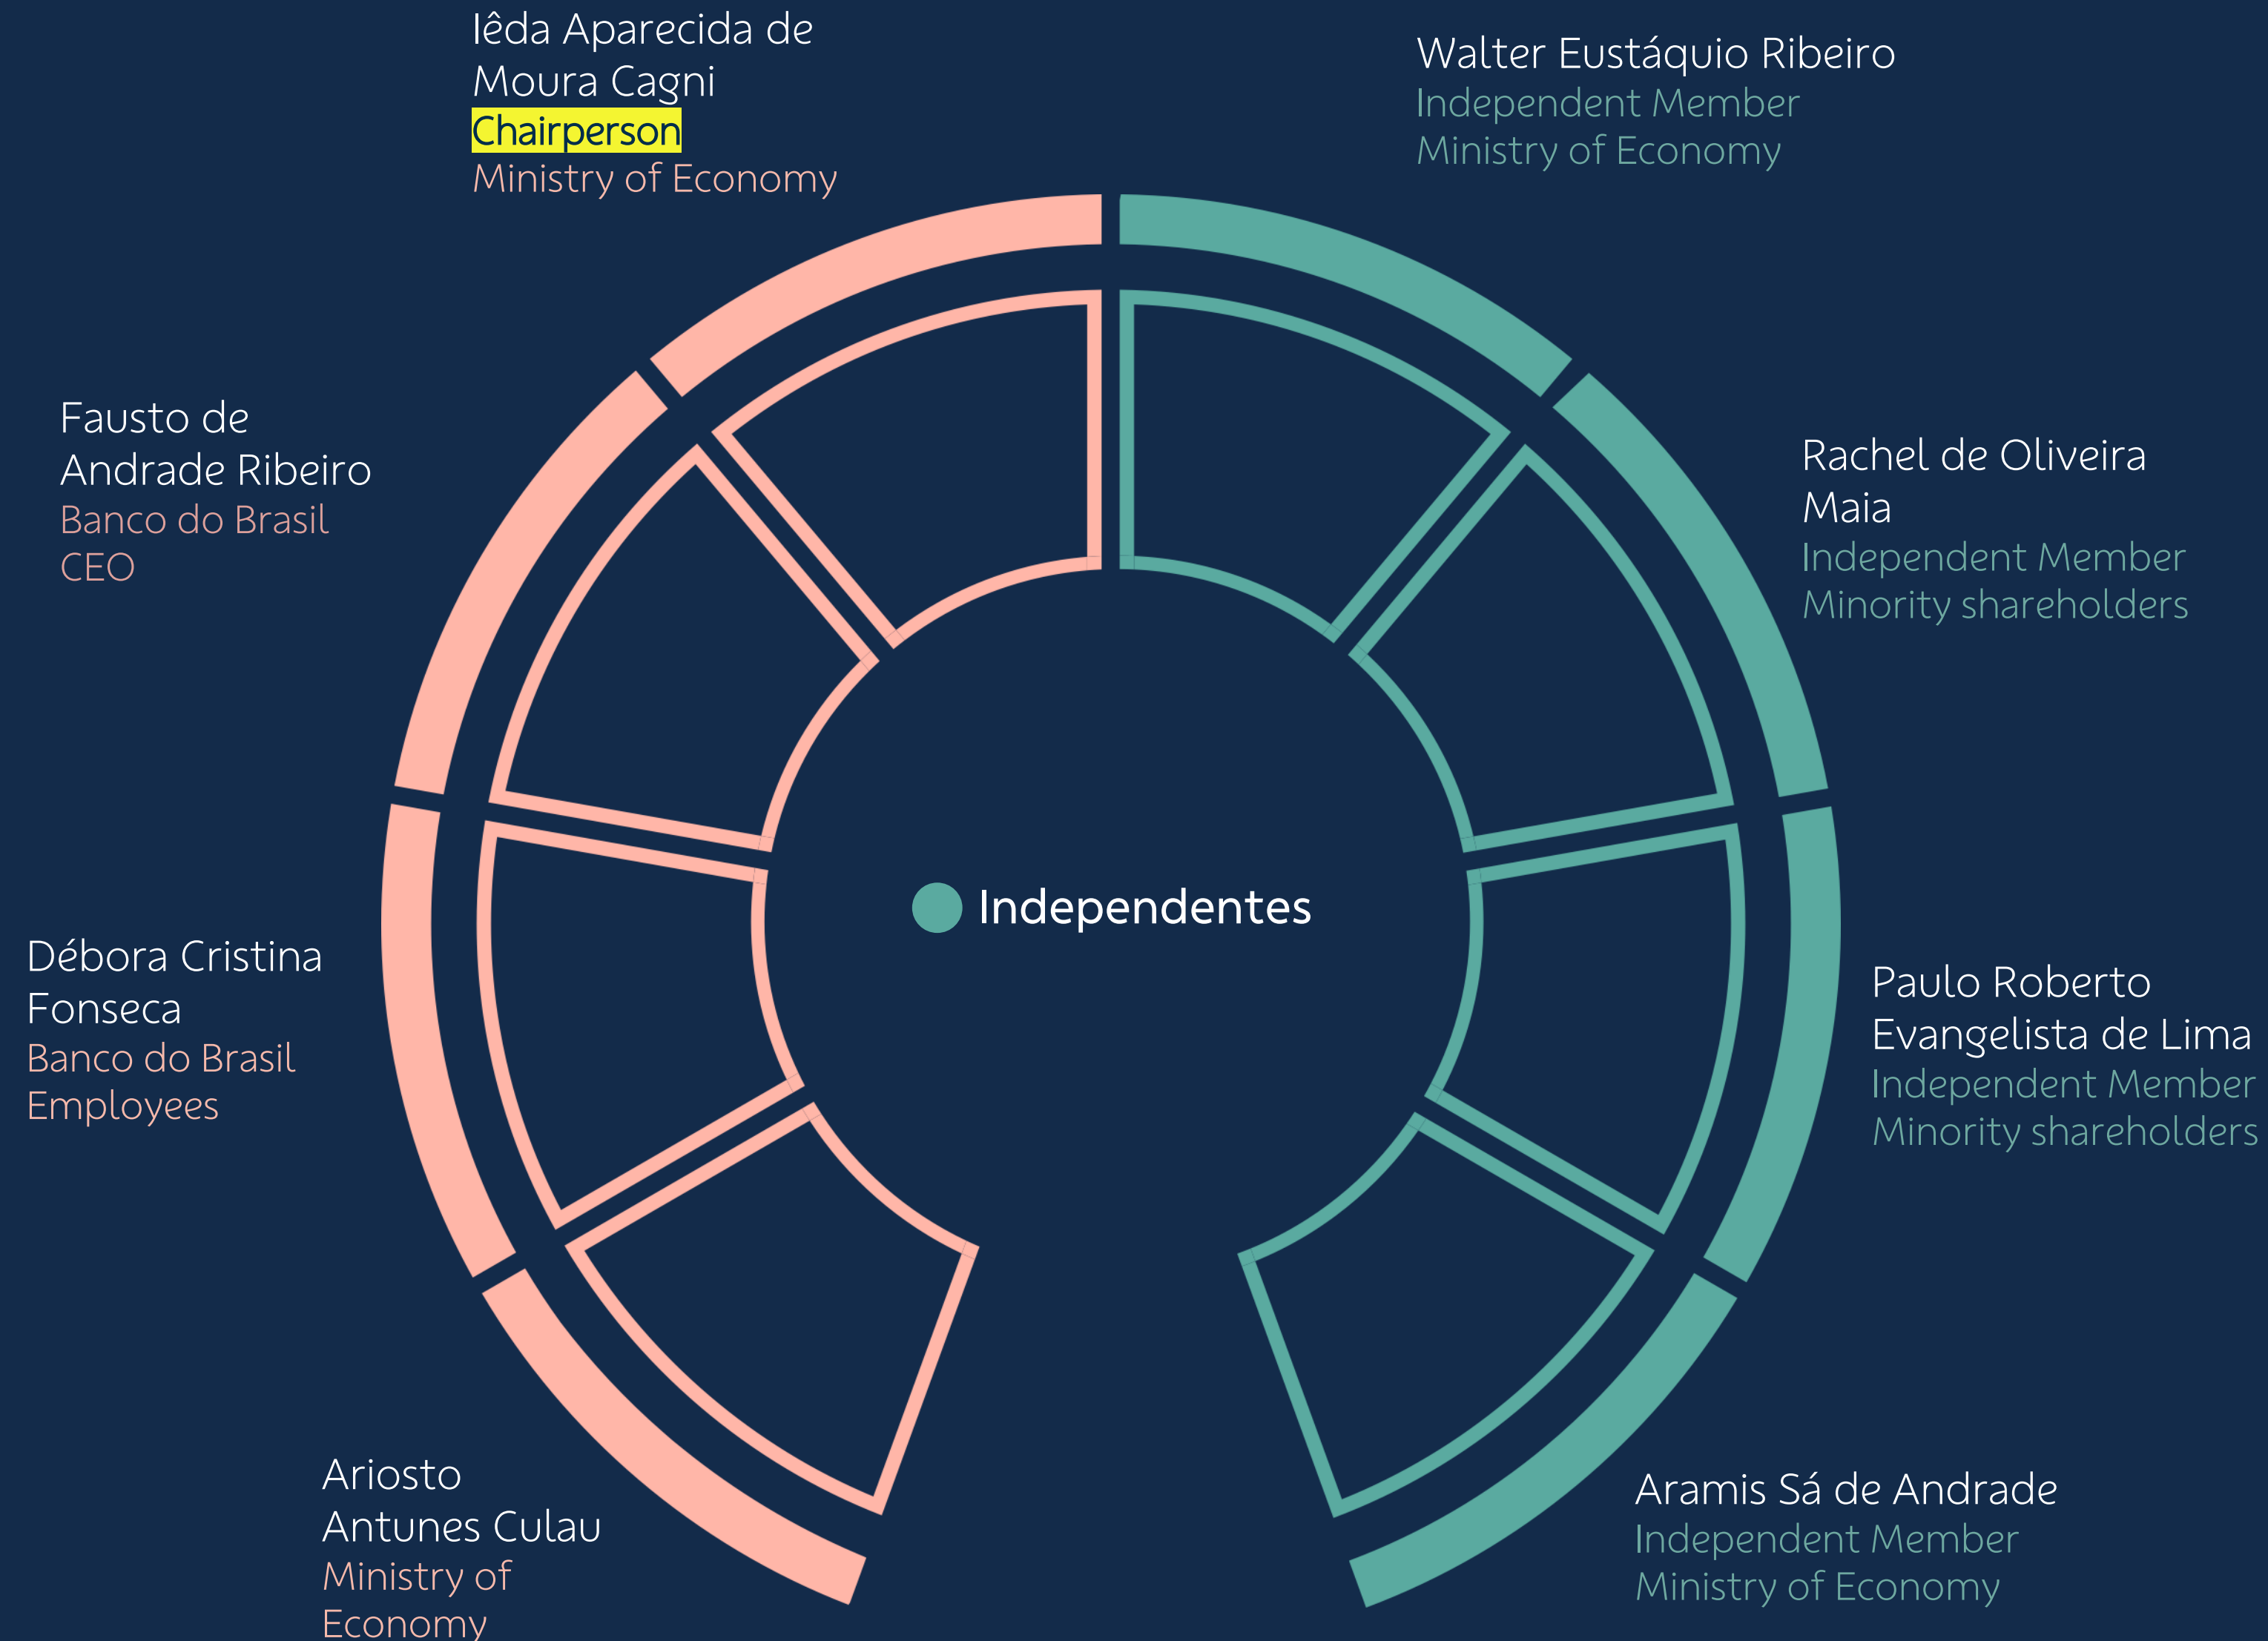 Iêda Aparecida de
Moura Cagni
Chairperson
Ministry of Economy
Walter Eustáquio Ribeiro
Independent Member
Ministry of Economy
Fausto de
Andrade Ribeiro
Banco do Brasil
CEO
Rachel de Oliveira
Maia
Independent Member
Minority shareholders
Independentes
Débora Cristina
Fonseca
Banco do Brasil
Employees
Paulo Roberto
Evangelista de Lima
Independent Member
Minority shareholders
Ariosto
Antunes Culau
Ministry of
Economy
Aramis Sá de Andrade
Independent Member
Ministry of Economy